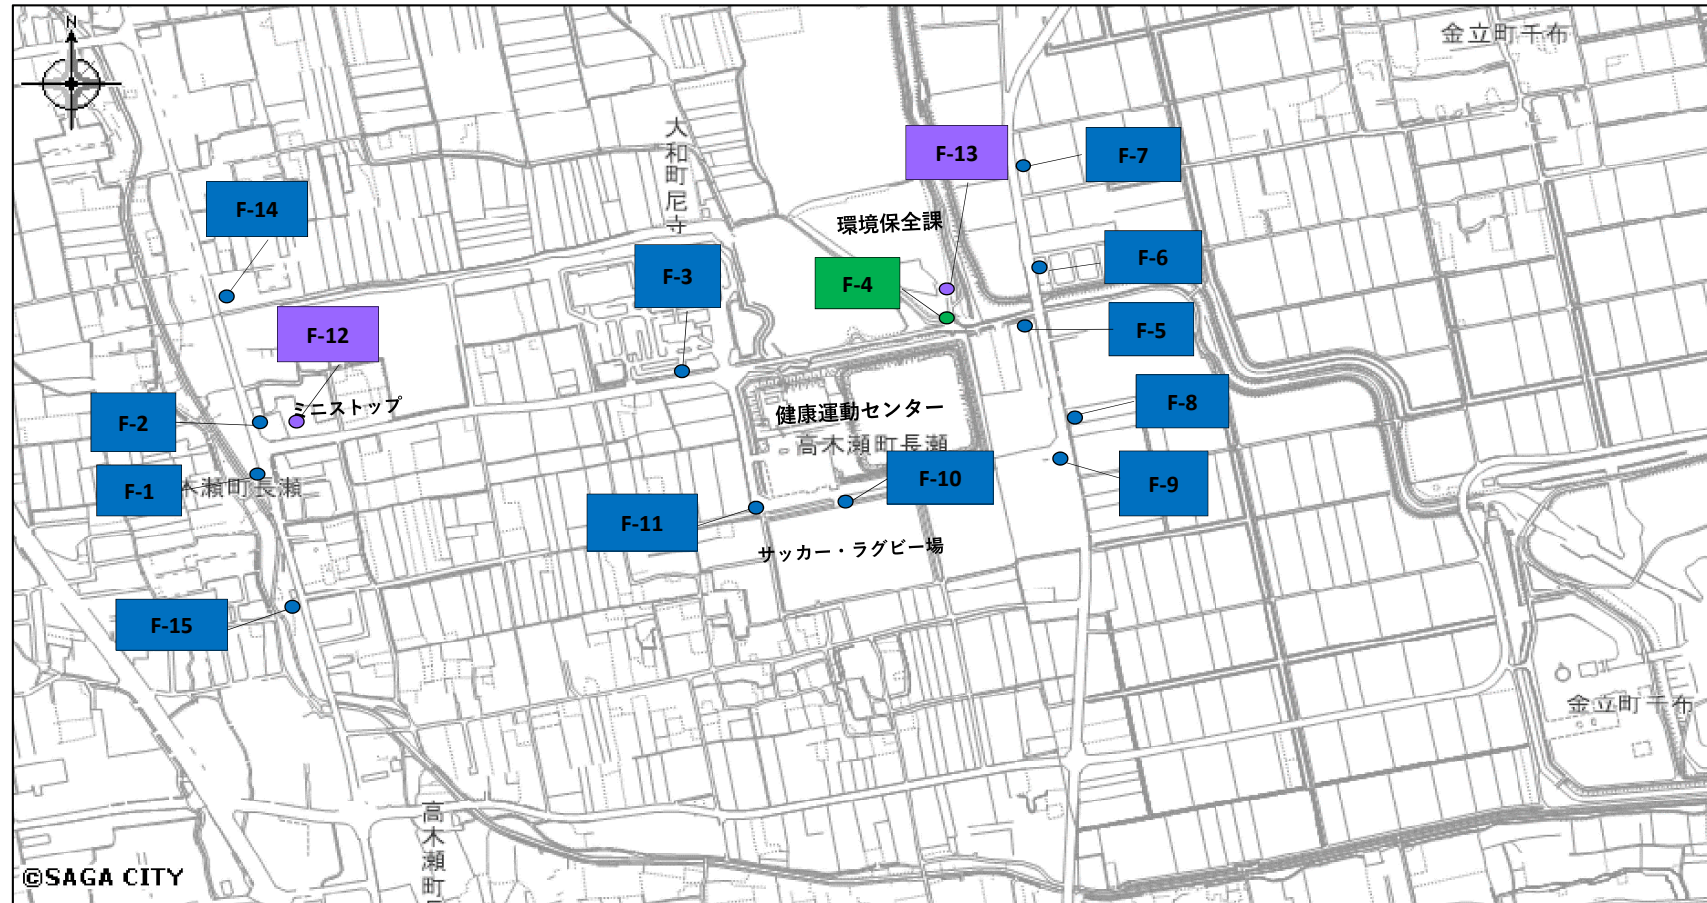 N
金立町千布
大和町尼寺
F-13
F-7
F-14
環境保全課
F-3
F-6
F-4
F-12
F-5
ミニストップ
F-2
健康運動センター
F-8
高木瀬町長瀬
F-1
木瀬町長瀬
F-10
F-9
F-11
サッカー・ラグビー場
F-15
金立町千布
高木瀬町
©SAGA CITY